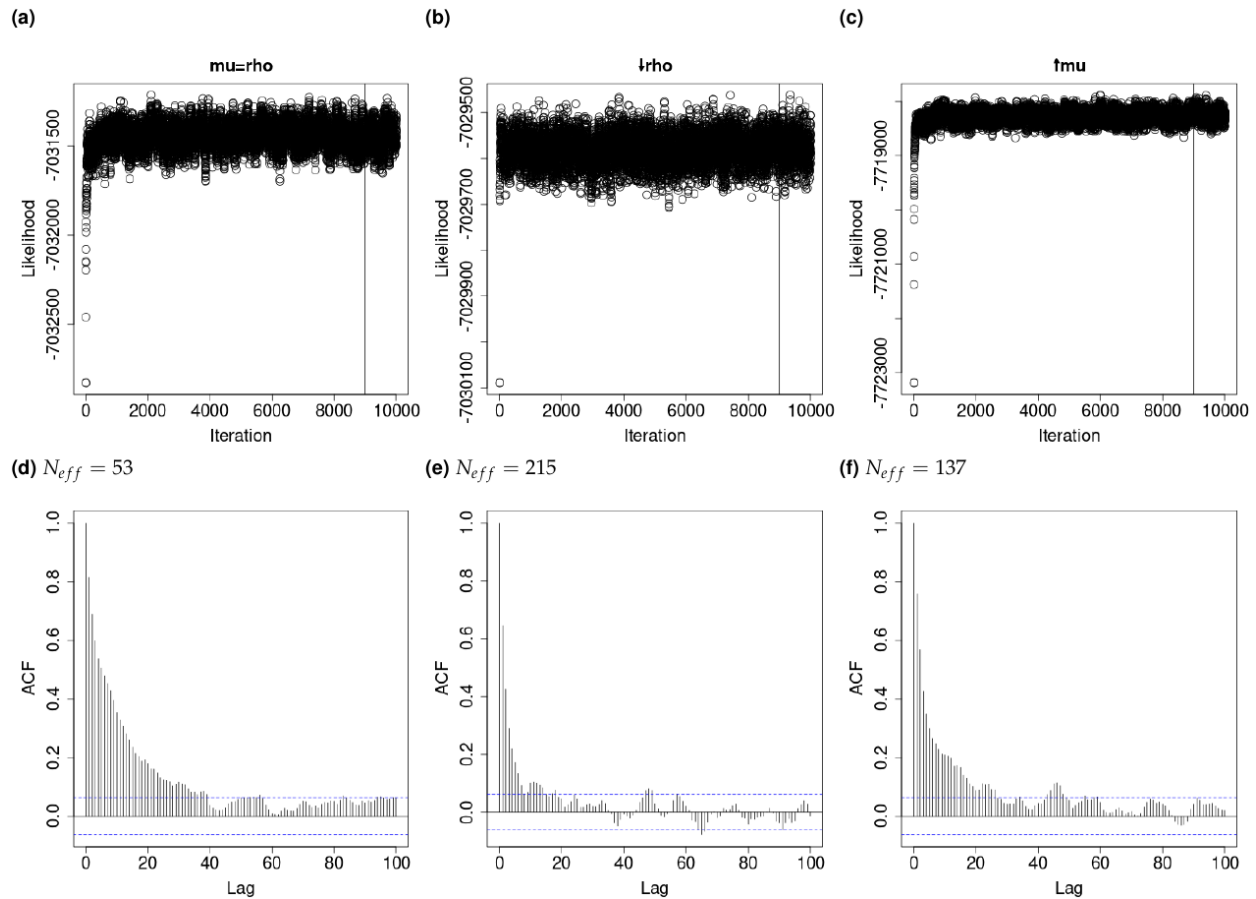 (a) (b) (c)
mu=rho ↓rho ↑mu
Likelihood
-7031500
-7032000
-7032500
0 2000 4000 6000 8000 10000
Iteration
Likelihood
-7029500
-7029700
-7029900
-7030100
0 2000 4000 6000 8000 10000
Iteration
Likelihood
-7719000
-7721000
-7723000
0 2000 4000 6000 8000 10000
Iteration
(d) N_eff = 53
ACF
1.0
0.8
0.6
0.4
0.2
0.0
0 20 40 60 80 100
Lag
(e) N_eff = 215
ACF
1.0
0.8
0.6
0.4
0.2
0.0
0 20 40 60 80 100
Lag
(f) N_eff = 137
ACF
1.0
0.8
0.6
0.4
0.2
0.0
0 20 40 60 80 100
Lag